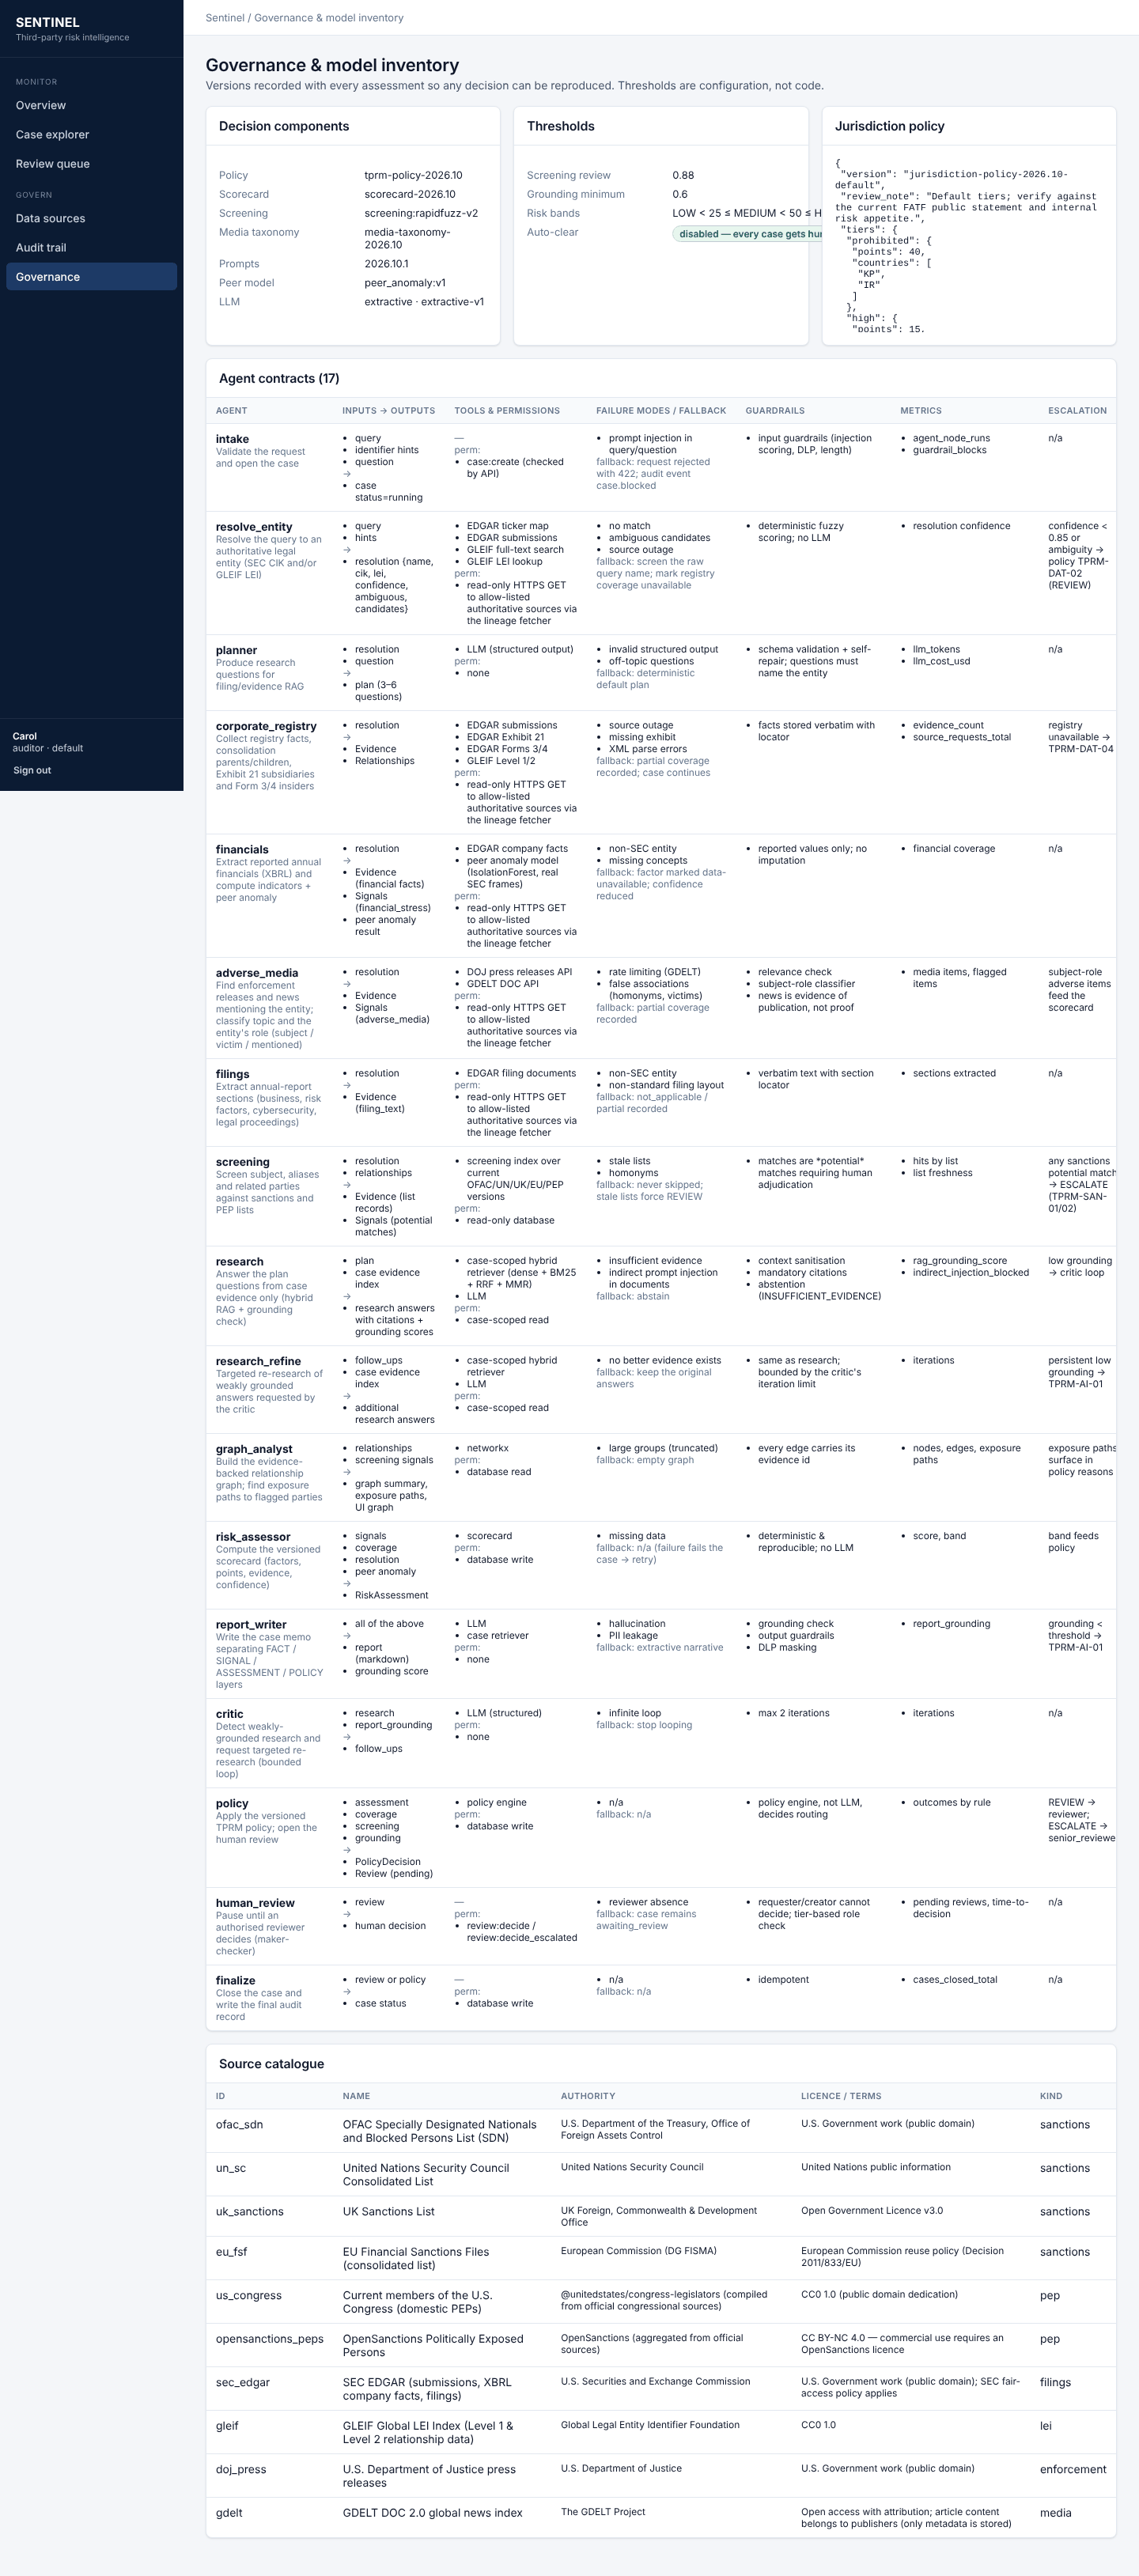 SENTINEL
Third-party risk intelligence
MONITOR
Overview
Case explorer
Review queue
GOVERN
Data sources
Audit trail
Governance
Carol
auditor · default
Sign out
Sentinel / Governance & model inventory
Governance & model inventory
Versions recorded with every assessment so any decision can be reproduced. Thresholds are configuration, not code.
Decision components
Policy
tprm-policy-2026.10
Scorecard
scorecard-2026.10
Screening
screening:rapidfuzz-v2
Media taxonomy
media-taxonomy-
2026.10
Prompts
2026.10.1
Peer model
peer_anomaly:v1
LLM
extractive · extractive-v1
Thresholds
Screening review
0.88
Grounding minimum
0.6
Risk bands
LOW < 25 ≤ MEDIUM < 50 ≤ H
Auto-clear
disabled — every case gets hu
Jurisdiction policy
{
"version": "jurisdiction-policy-2026.10-
default",
"review_note": "Default tiers; verify against
the current FATF public statement and internal
risk appetite.",
"tiers": {
"prohibited": {
"points": 40,
"countries": [
"KP",
"IR"
]
},
"high": {
"points": 15,
Agent contracts (17)
AGENT
INPUTS → OUTPUTS
TOOLS & PERMISSIONS
FAILURE MODES / FALLBACK
GUARDRAILS
METRICS
ESCALATION
intake
Validate the request
and open the case
• query
• identifier hints
• question
→
• case
status=running
—
perm:
• case:create (checked
by API)
• prompt injection in
query/question
fallback: request rejected
with 422; audit event
case.blocked
• input guardrails (injection
scoring, DLP, length)
• agent_node_runs
• guardrail_blocks
n/a
resolve_entity
Resolve the query to an
authoritative legal
entity (SEC CIK and/or
GLEIF LEI)
• query
• hints
→
• resolution {name,
cik, lei,
confidence,
ambiguous,
candidates}
• EDGAR ticker map
• EDGAR submissions
• GLEIF full-text search
• GLEIF LEI lookup
perm:
• read-only HTTPS GET
to allow-listed
authoritative sources via
the lineage fetcher
• no match
• ambiguous candidates
• source outage
fallback: screen the raw
query name; mark registry
coverage unavailable
• deterministic fuzzy
scoring; no LLM
• resolution confidence
confidence <
0.85 or
ambiguity →
policy TPRM-
DAT-02
(REVIEW)
planner
Produce research
questions for
filing/evidence RAG
• resolution
• question
→
• plan (3–6
questions)
• LLM (structured output)
perm:
• none
• invalid structured output
• off-topic questions
fallback: deterministic
default plan
• schema validation + self-
repair; questions must
name the entity
• llm_tokens
• llm_cost_usd
n/a
corporate_registry
Collect registry facts,
consolidation
parents/children,
Exhibit 21 subsidiaries
and Form 3/4 insiders
• resolution
→
• Evidence
• Relationships
• EDGAR submissions
• EDGAR Exhibit 21
• EDGAR Forms 3/4
• GLEIF Level 1/2
perm:
• read-only HTTPS GET
to allow-listed
authoritative sources via
the lineage fetcher
• source outage
• missing exhibit
• XML parse errors
fallback: partial coverage
recorded; case continues
• facts stored verbatim with
locator
• evidence_count
• source_requests_total
registry
unavailable →
TPRM-DAT-04
financials
Extract reported annual
financials (XBRL) and
compute indicators +
peer anomaly
• resolution
→
• Evidence
(financial facts)
• Signals
(financial_stress)
• peer anomaly
result
• EDGAR company facts
• peer anomaly model
(IsolationForest, real
SEC frames)
perm:
• read-only HTTPS GET
to allow-listed
authoritative sources via
the lineage fetcher
• non-SEC entity
• missing concepts
fallback: factor marked data-
unavailable; confidence
reduced
• reported values only; no
imputation
• financial coverage
n/a
adverse_media
Find enforcement
releases and news
mentioning the entity;
classify topic and the
entity's role (subject /
victim / mentioned)
• resolution
→
• Evidence
• Signals
(adverse_media)
• DOJ press releases API
• GDELT DOC API
perm:
• read-only HTTPS GET
to allow-listed
authoritative sources via
the lineage fetcher
• rate limiting (GDELT)
• false associations
(homonyms, victims)
fallback: partial coverage
recorded
• relevance check
• subject-role classifier
• news is evidence of
publication, not proof
• media items, flagged
items
subject-role
adverse items
feed the
scorecard
filings
Extract annual-report
sections (business, risk
factors, cybersecurity,
legal proceedings)
• resolution
→
• Evidence
(filing_text)
• EDGAR filing documents
perm:
• read-only HTTPS GET
to allow-listed
authoritative sources via
the lineage fetcher
• non-SEC entity
• non-standard filing layout
fallback: not_applicable /
partial recorded
• verbatim text with section
locator
• sections extracted
n/a
screening
Screen subject, aliases
and related parties
against sanctions and
PEP lists
• resolution
• relationships
→
• Evidence (list
records)
• Signals (potential
matches)
• screening index over
current
OFAC/UN/UK/EU/PEP
versions
perm:
• read-only database
• stale lists
• homonyms
fallback: never skipped;
stale lists force REVIEW
• matches are *potential*
matches requiring human
adjudication
• hits by list
• list freshness
any sanctions
potential match
→ ESCALATE
(TPRM-SAN-
01/02)
research
Answer the plan
questions from case
evidence only (hybrid
RAG + grounding
check)
• plan
• case evidence
index
→
• research answers
with citations +
grounding scores
• case-scoped hybrid
retriever (dense + BM25
+ RRF + MMR)
• LLM
perm:
• case-scoped read
• insufficient evidence
• indirect prompt injection
in documents
fallback: abstain
• context sanitisation
• mandatory citations
• abstention
(INSUFFICIENT_EVIDENCE)
• rag_grounding_score
• indirect_injection_blocked
low grounding
→ critic loop
research_refine
Targeted re-research of
weakly grounded
answers requested by
the critic
• follow_ups
• case evidence
index
→
• additional
research answers
• case-scoped hybrid
retriever
• LLM
perm:
• case-scoped read
• no better evidence exists
fallback: keep the original
answers
• same as research;
bounded by the critic's
iteration limit
• iterations
persistent low
grounding →
TPRM-AI-01
graph_analyst
Build the evidence-
backed relationship
graph; find exposure
paths to flagged parties
• relationships
• screening signals
→
• graph summary,
exposure paths,
UI graph
• networkx
perm:
• database read
• large groups (truncated)
fallback: empty graph
• every edge carries its
evidence id
• nodes, edges, exposure
paths
exposure paths
surface in
policy reasons
risk_assessor
Compute the versioned
scorecard (factors,
points, evidence,
confidence)
• signals
• coverage
• resolution
• peer anomaly
→
• RiskAssessment
• scorecard
perm:
• database write
• missing data
fallback: n/a (failure fails the
case → retry)
• deterministic &
reproducible; no LLM
• score, band
band feeds
policy
report_writer
Write the case memo
separating FACT /
SIGNAL /
ASSESSMENT / POLICY
layers
• all of the above
→
• report
(markdown)
• grounding score
• LLM
• case retriever
perm:
• none
• hallucination
• PII leakage
fallback: extractive narrative
• grounding check
• output guardrails
• DLP masking
• report_grounding
grounding <
threshold →
TPRM-AI-01
critic
Detect weakly-
grounded research and
request targeted re-
research (bounded
loop)
• research
• report_grounding
→
• follow_ups
• LLM (structured)
perm:
• none
• infinite loop
fallback: stop looping
• max 2 iterations
• iterations
n/a
policy
Apply the versioned
TPRM policy; open the
human review
• assessment
• coverage
• screening
• grounding
→
• PolicyDecision
• Review (pending)
• policy engine
perm:
• database write
• n/a
fallback: n/a
• policy engine, not LLM,
decides routing
• outcomes by rule
REVIEW →
reviewer;
ESCALATE →
senior_reviewe
human_review
Pause until an
authorised reviewer
decides (maker-
checker)
• review
→
• human decision
—
perm:
• review:decide /
review:decide_escalated
• reviewer absence
fallback: case remains
awaiting_review
• requester/creator cannot
decide; tier-based role
check
• pending reviews, time-to-
decision
n/a
finalize
Close the case and
write the final audit
record
• review or policy
→
• case status
—
perm:
• database write
• n/a
fallback: n/a
• idempotent
• cases_closed_total
n/a
Source catalogue
ID
NAME
AUTHORITY
LICENCE / TERMS
KIND
ofac_sdn
OFAC Specially Designated Nationals
and Blocked Persons List (SDN)
U.S. Department of the Treasury, Office of
Foreign Assets Control
U.S. Government work (public domain)
sanctions
un_sc
United Nations Security Council
Consolidated List
United Nations Security Council
United Nations public information
sanctions
uk_sanctions
UK Sanctions List
UK Foreign, Commonwealth & Development
Office
Open Government Licence v3.0
sanctions
eu_fsf
EU Financial Sanctions Files
(consolidated list)
European Commission (DG FISMA)
European Commission reuse policy (Decision
2011/833/EU)
sanctions
us_congress
Current members of the U.S.
Congress (domestic PEPs)
@unitedstates/congress-legislators (compiled
from official congressional sources)
CC0 1.0 (public domain dedication)
pep
opensanctions_peps
OpenSanctions Politically Exposed
Persons
OpenSanctions (aggregated from official
sources)
CC BY-NC 4.0 — commercial use requires an
OpenSanctions licence
pep
sec_edgar
SEC EDGAR (submissions, XBRL
company facts, filings)
U.S. Securities and Exchange Commission
U.S. Government work (public domain); SEC fair-
access policy applies
filings
gleif
GLEIF Global LEI Index (Level 1 &
Level 2 relationship data)
Global Legal Entity Identifier Foundation
CC0 1.0
lei
doj_press
U.S. Department of Justice press
releases
U.S. Department of Justice
U.S. Government work (public domain)
enforcement
gdelt
GDELT DOC 2.0 global news index
The GDELT Project
Open access with attribution; article content
belongs to publishers (only metadata is stored)
media